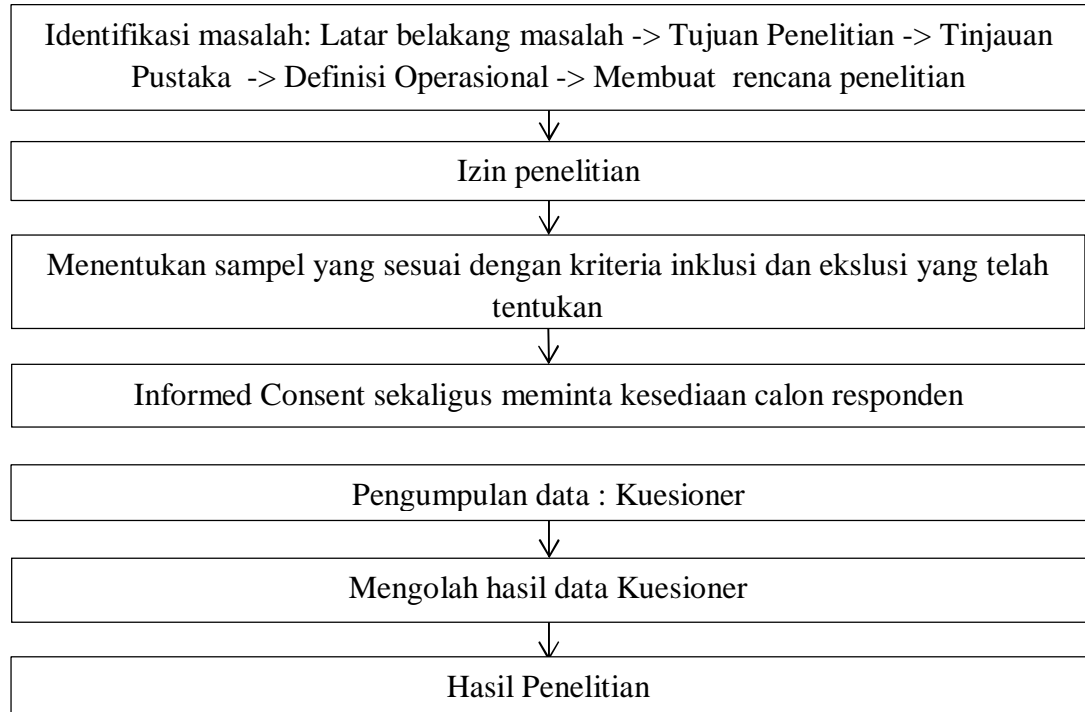 Identifikasi masalah: Latar belakang masalah -> Tujuan Penelitian -> Tinjauan
Pustaka -> Definisi Operasional -> Membuat rencana penelitian
Izin penelitian
Menentukan sampel yang sesuai dengan kriteria inklusi dan ekslusi yang telah
tentukan
Informed Consent sekaligus meminta kesediaan calon responden
Pengumpulan data : Kuesioner
Mengolah hasil data Kuesioner
Hasil Penelitian